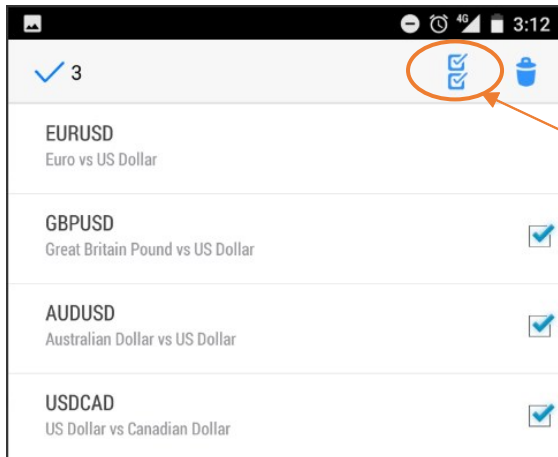 4G 3:12
3
EURUSD
Euro vs US Dollar
GBPUSD
Great Britain Pound vs US Dollar
AUDUSD
Australian Dollar vs US Dollar
USDCAD
US Dollar vs Canadian Dollar